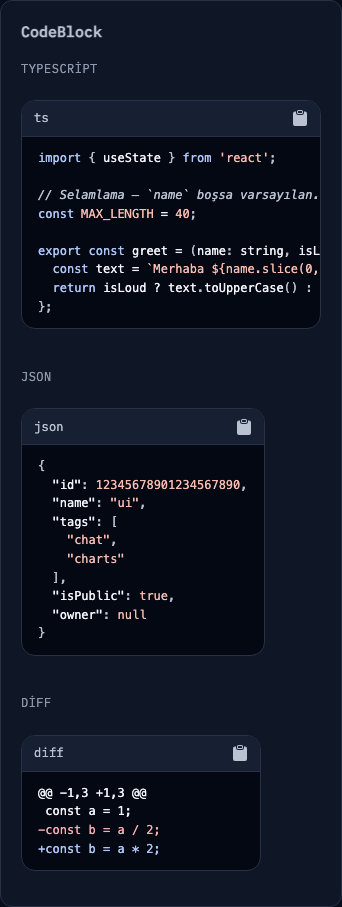 CodeBlock
TYPESCRİPT
ts
import { useState } from 'react';
// Selamlama — `name` boşsa varsayılan.
const MAX_LENGTH = 40;
export const greet = (name: string, isL
  const text = `Merhaba ${name.slice(0,
  return isLoud ? text.toUpperCase() :
};
JSON
json
{
  "id": 12345678901234567890,
  "name": "ui",
  "tags": [
    "chat",
    "charts"
  ],
  "isPublic": true,
  "owner": null
}
DİFF
diff
@@ -1,3 +1,3 @@
 const a = 1;
-const b = a / 2;
+const b = a * 2;